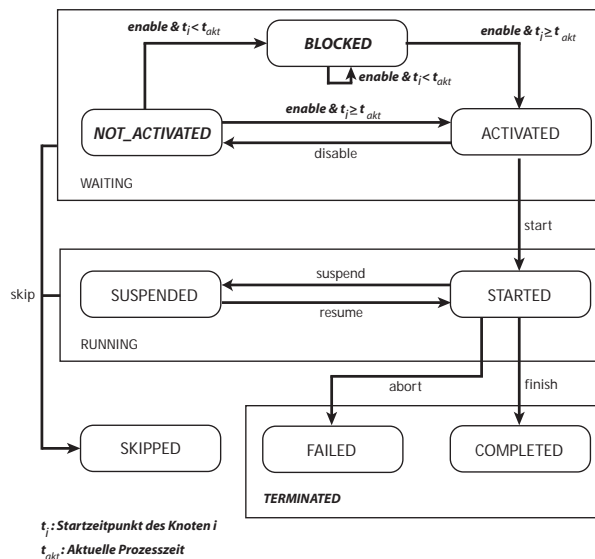 enable & t_i < t_akt
BLOCKED
enable & t_i ≥ t_akt
enable & t_i < t_akt
enable & t_i ≥ t_akt
NOT_ACTIVATED
ACTIVATED
disable
WAITING
start
skip
suspend
SUSPENDED
STARTED
resume
RUNNING
abort
finish
SKIPPED
FAILED
COMPLETED
TERMINATED
t_i : Startzeitpunkt des Knoten i
t_akt : Aktuelle Prozesszeit